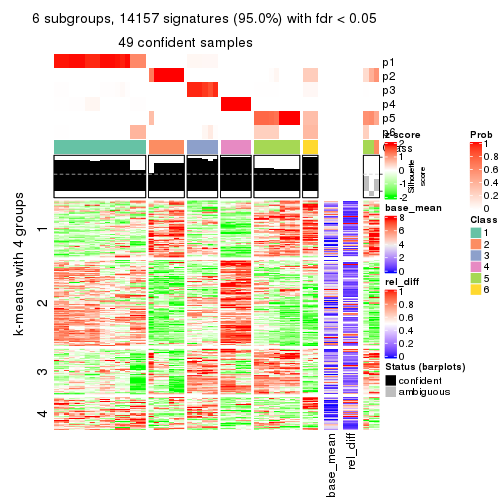 6 subgroups, 14157 signatures (95.0%) with fdr < 0.05
49 confident samples
p1
p2
p3
p4
p5
p6
Class
z-score
2
1
0
-1
-2
Silhouette
score
Prob
1
0.8
0.6
0.4
0.2
0
base_mean
8
6
4
2
0
Class
1
2
3
4
5
6
rel_diff
1
0.8
0.6
0.4
0.2
0
Status (barplots)
confident
ambiguous
k-means with 4 groups
1
2
3
4
base_mean
rel_diff